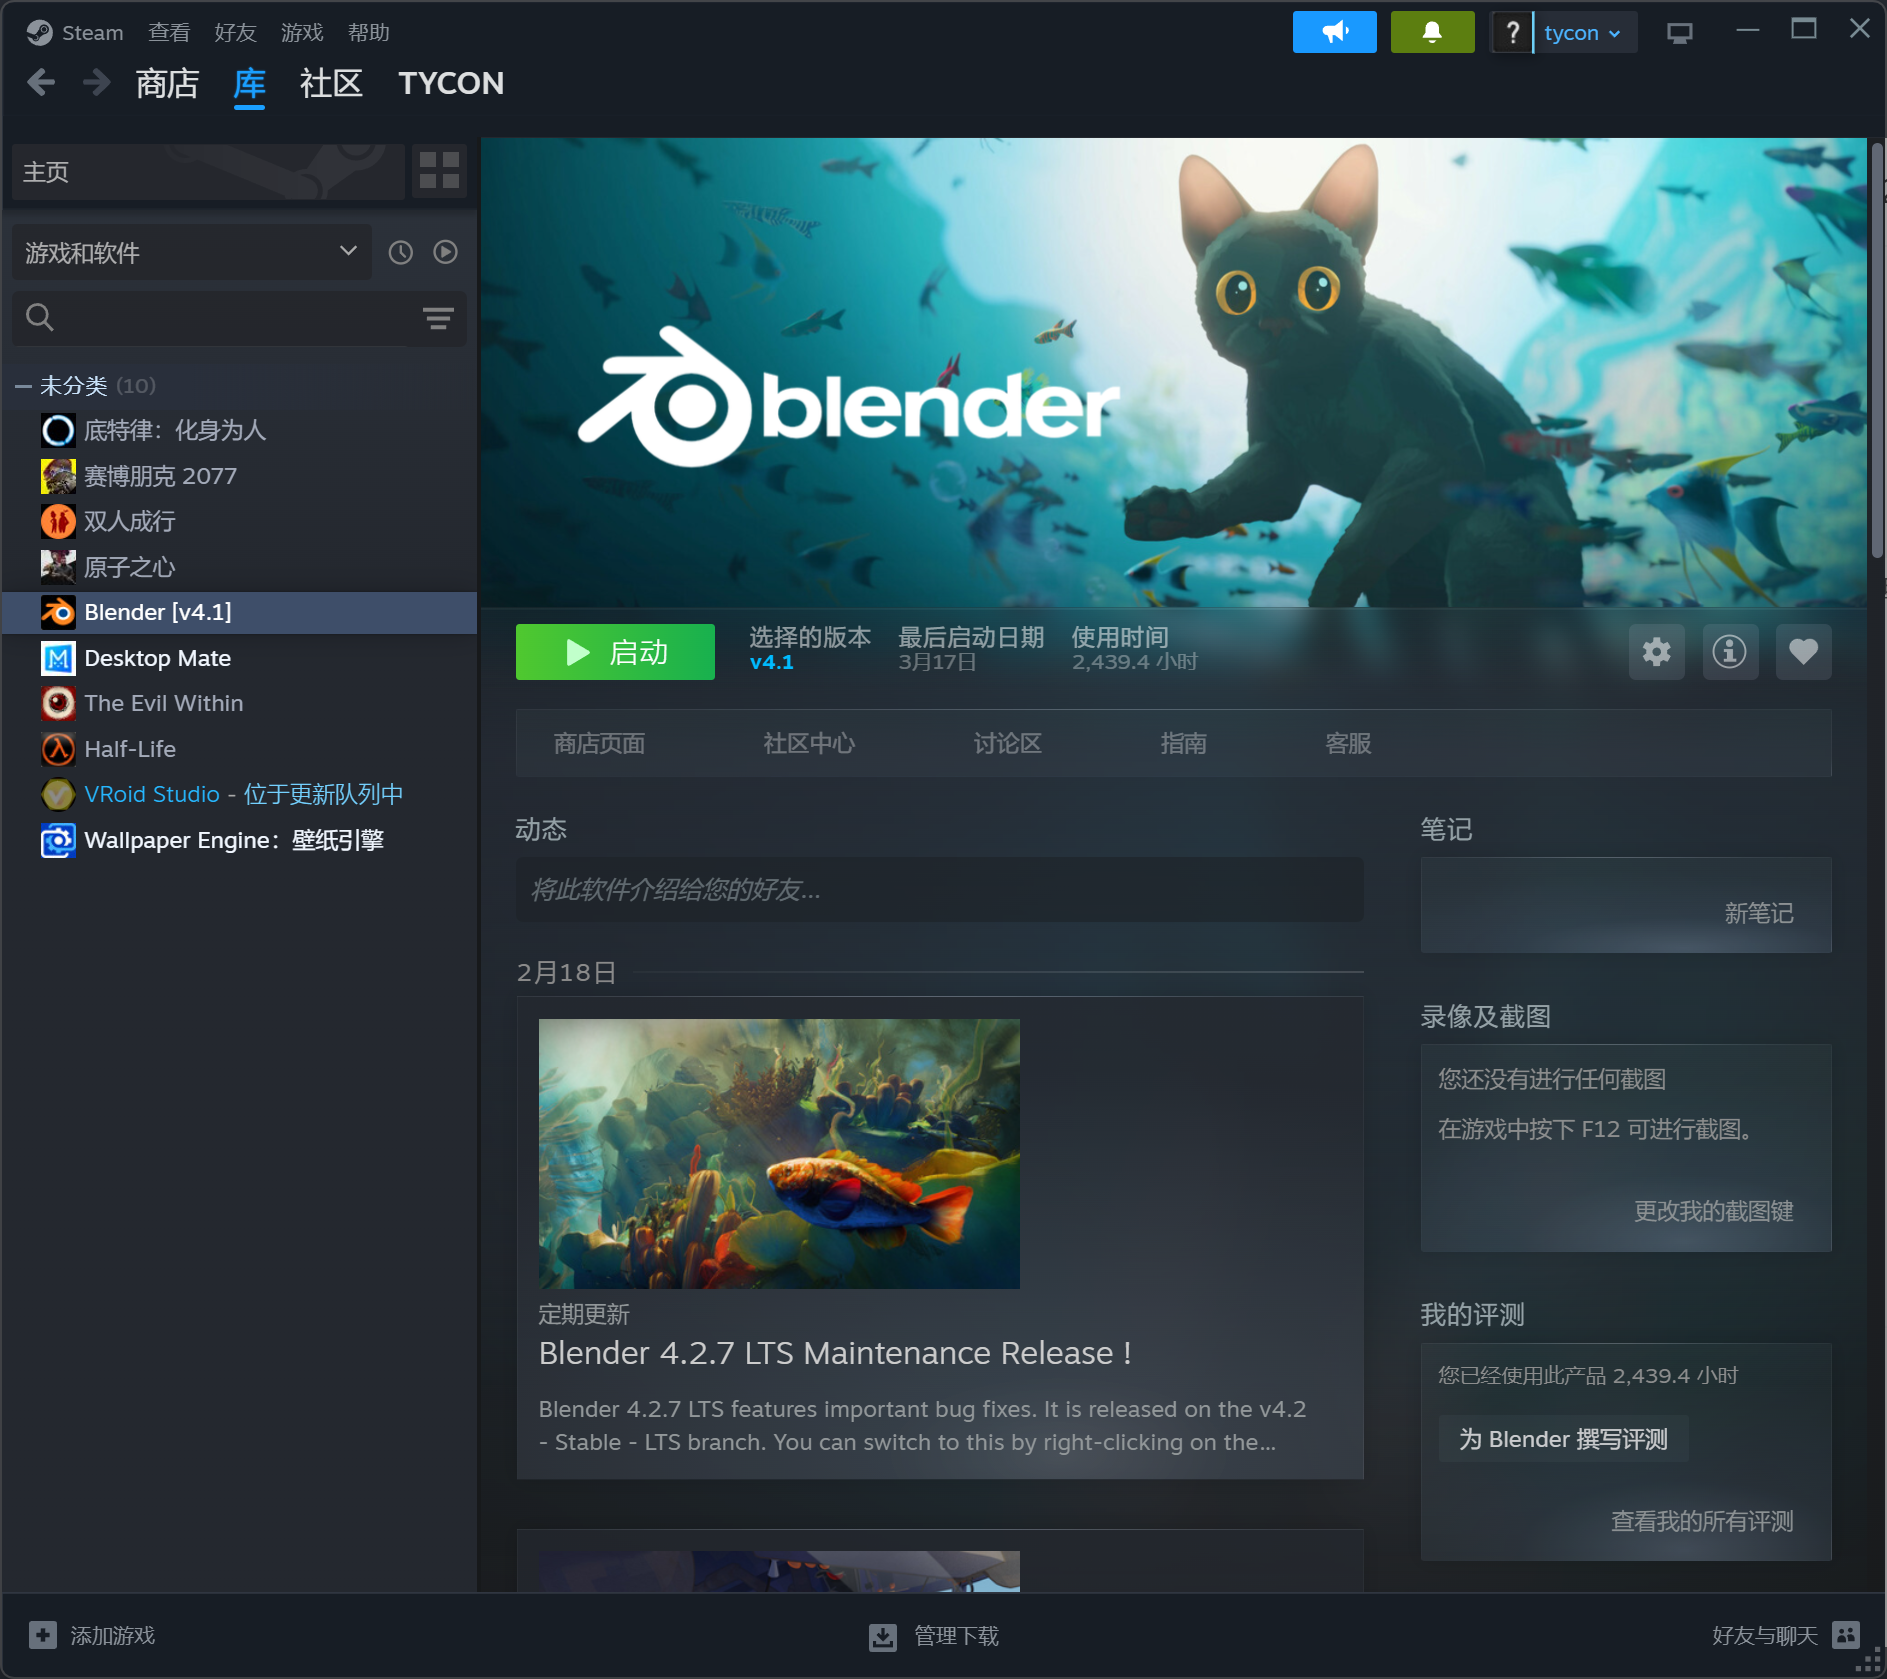 Steam 查看 好友 游戏 帮助
? tycon
商店 库 社区 TYCON
主页
游戏和软件
未分类 (10)
底特律：化身为人
赛博朋克 2077
双人成行
原子之心
Blender [v4.1]
Desktop Mate
The Evil Within
Half-Life
VRoid Studio - 位于更新队列中
Wallpaper Engine：壁纸引擎
blender
启动
选择的版本
v4.1
最后启动日期
3月17日
使用时间
2,439.4 小时
商店页面 社区中心 讨论区 指南 客服
动态
将此软件介绍给您的好友...
2月18日
定期更新
Blender 4.2.7 LTS Maintenance Release !
Blender 4.2.7 LTS features important bug fixes. It is released on the v4.2
- Stable - LTS branch. You can switch to this by right-clicking on the...
笔记
新笔记
录像及截图
您还没有进行任何截图
在游戏中按下 F12 可进行截图。
更改我的截图键
我的评测
您已经使用此产品 2,439.4 小时
为 Blender 撰写评测
查看我的所有评测
添加游戏
管理下载
好友与聊天